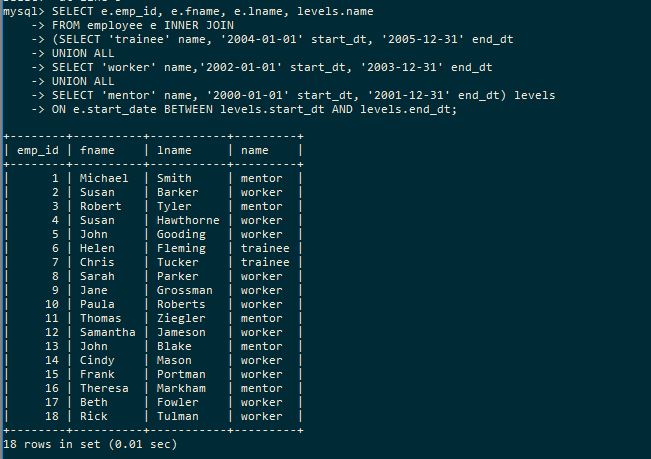 mysql> SELECT e.emp_id, e.fname, e.lname, levels.name
    -> FROM employee e INNER JOIN
    -> (SELECT 'trainee' name, '2004-01-01' start_dt, '2005-12-31' end_dt
    -> UNION ALL
    -> SELECT 'worker' name,'2002-01-01' start_dt, '2003-12-31' end_dt
    -> UNION ALL
    -> SELECT 'mentor' name, '2000-01-01' start_dt, '2001-12-31' end_dt) levels
    -> ON e.start_date BETWEEN levels.start_dt AND levels.end_dt;
+--------+----------+-----------+---------+
| emp_id | fname    | lname     | name    |
+--------+----------+-----------+---------+
|      1 | Michael  | Smith     | mentor  |
|      2 | Susan    | Barker    | worker  |
|      3 | Robert   | Tyler     | mentor  |
|      4 | Susan    | Hawthorne | worker  |
|      5 | John     | Gooding   | worker  |
|      6 | Helen    | Fleming   | trainee |
|      7 | Chris    | Tucker    | trainee |
|      8 | Sarah    | Parker    | worker  |
|      9 | Jane     | Grossman  | worker  |
|     10 | Paula    | Roberts   | worker  |
|     11 | Thomas   | Ziegler   | mentor  |
|     12 | Samantha | Jameson   | worker  |
|     13 | John     | Blake     | mentor  |
|     14 | Cindy    | Mason     | worker  |
|     15 | Frank    | Portman   | worker  |
|     16 | Theresa  | Markham   | mentor  |
|     17 | Beth     | Fowler    | worker  |
|     18 | Rick     | Tulman    | worker  |
+--------+----------+-----------+---------+
18 rows in set (0.01 sec)